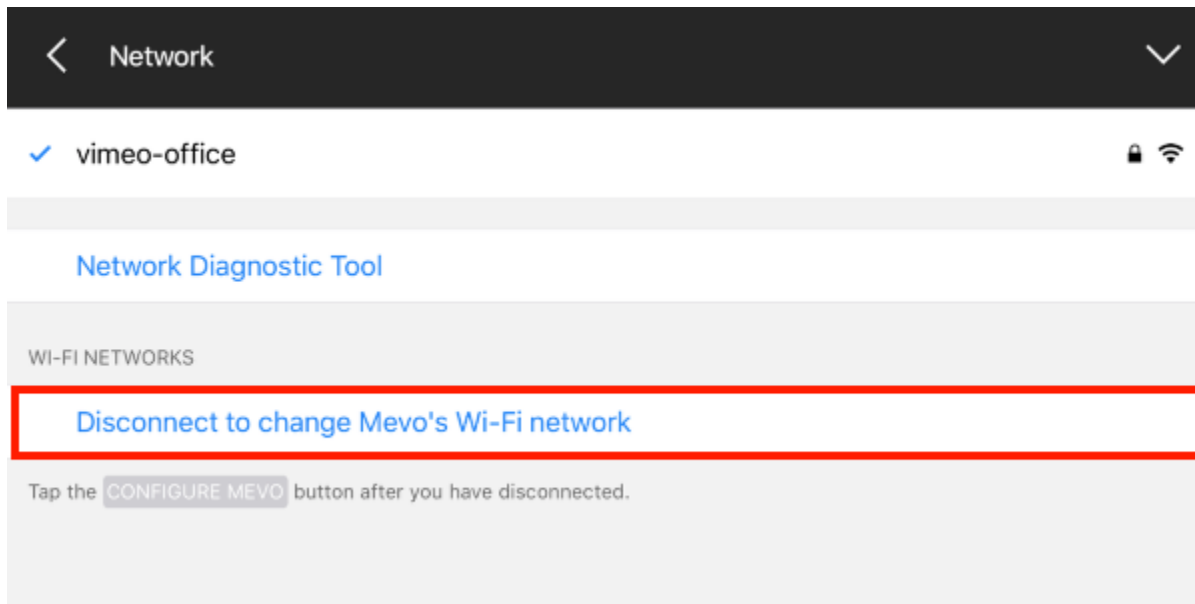 Network
vimeo-office
Network Diagnostic Tool
WI-FI NETWORKS
Disconnect to change Mevo's Wi-Fi network
Tap the CONFIGURE MEVO button after you have disconnected.